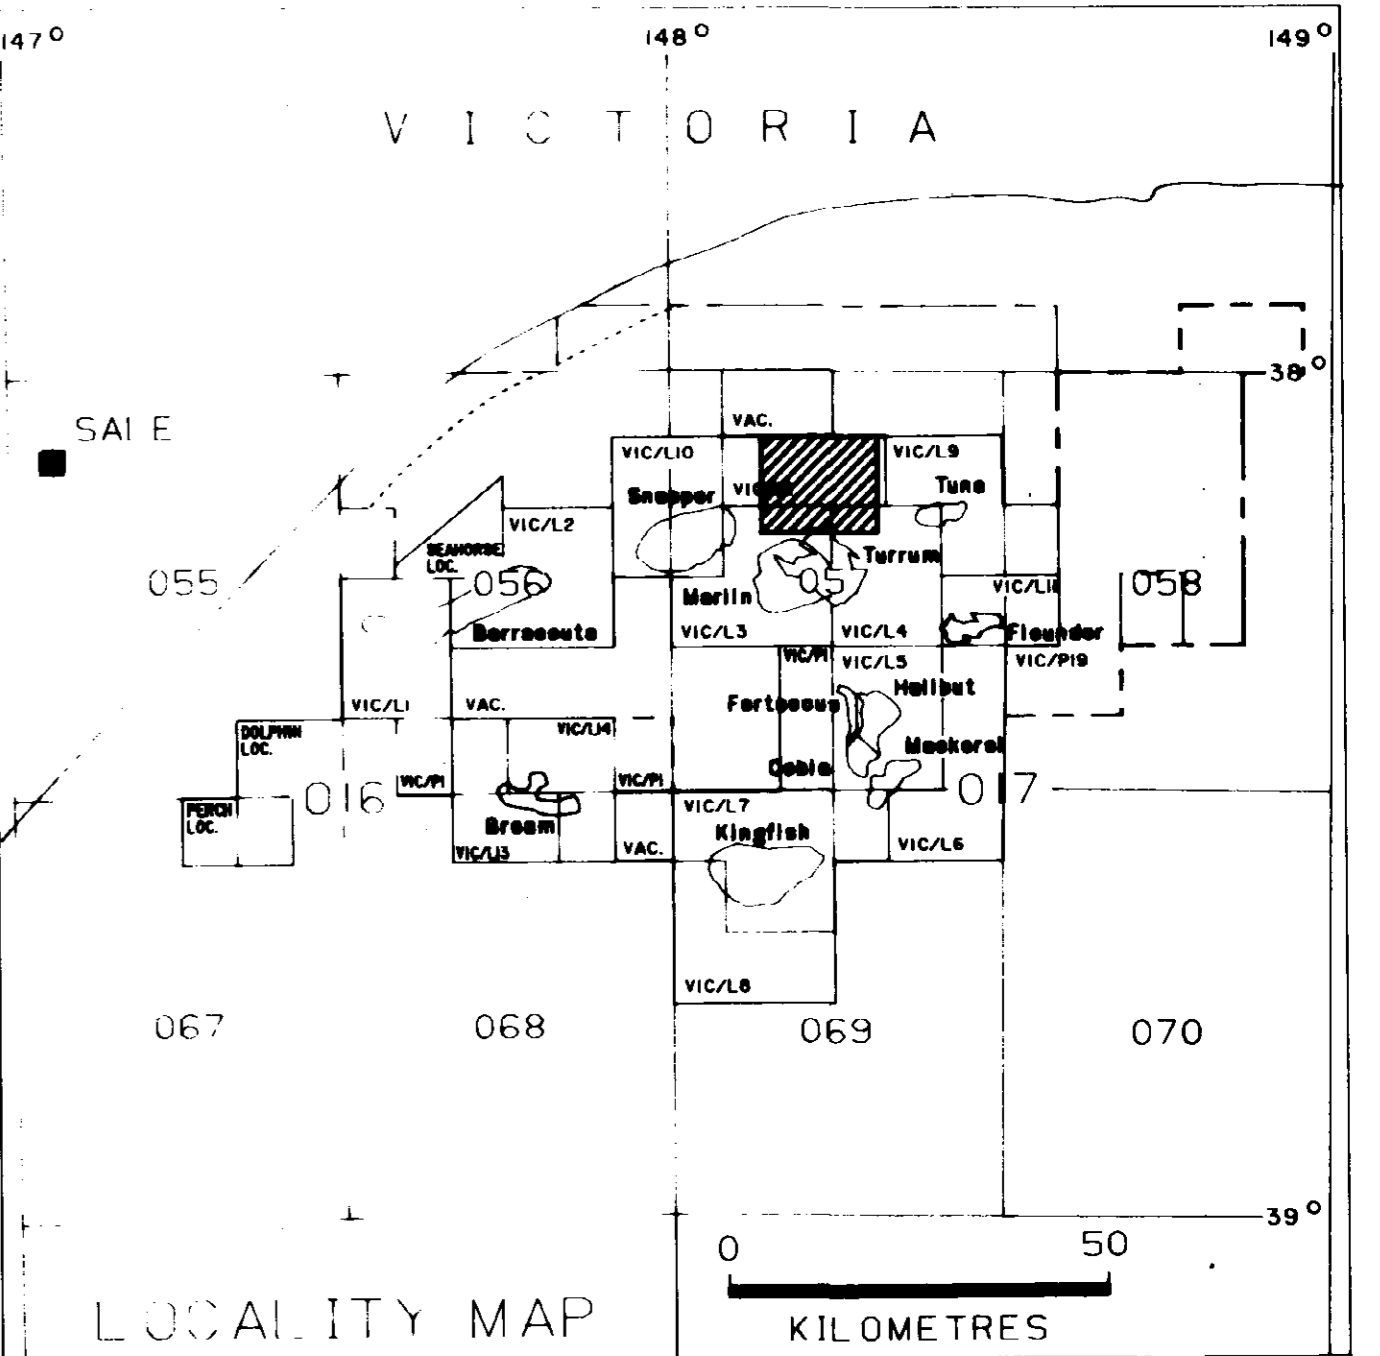 147° 148° 149°
VICTORIA
38°
SALE
VAC.
VIC/L10
VIC/L9
Snapper
Tuna
VIC/L2
SEAHORSE
LOC.
Turrum
055
056
05
058
VIC/L11
Marlin
Barracouta
VIC/L3
VIC/L4
Flounder
VIC/P1
VIC/L5
VIC/P19
Halibut
VIC/L1
VAC.
Fortescue
VIC/L14
DOLPHIN
LOC.
Mackerel
Cobia
VIC/P1
VIC/P1
016
017
PERCH
LOC.
VIC/L7
Bream
Kingfish
VIC/L13
VAC.
VIC/L6
VIC/L8
067
068
069
070
39°
0 50
LOCALITY MAP
KILOMETRES